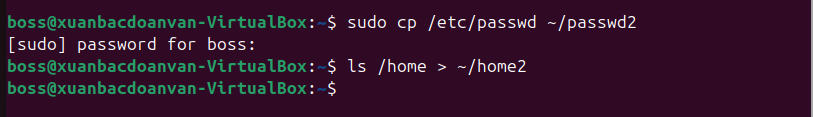 boss@xuanbacdoanvan-VirtualBox:~$ sudo cp /etc/passwd ~/passwd2
[sudo] password for boss:
boss@xuanbacdoanvan-VirtualBox:~$ ls /home > ~/home2
boss@xuanbacdoanvan-VirtualBox:~$